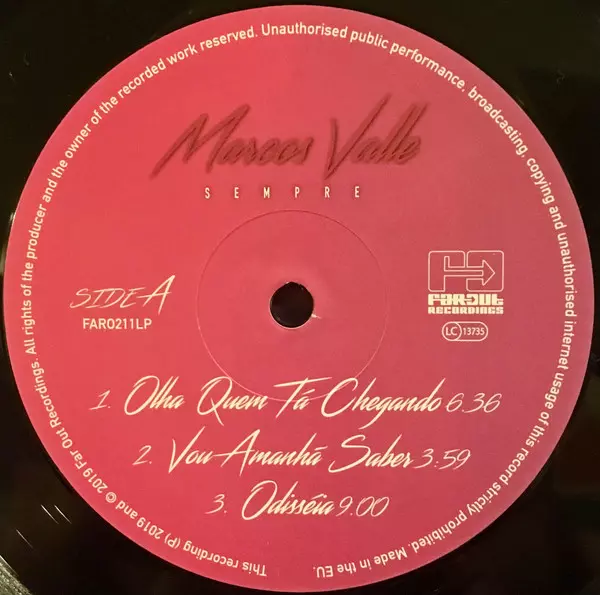 Marcos Valle
SEMPRE
SIDE A
FARO211LP
FAR OUT
RECORDINGS
LC 13735
1. Olha Quem Tá Chegando 6.36
2. Vou Amanhã Saber 3:59
3. Odisséia 9.00
This recording (P) 2019 and © 2019 Far Out Recordings. All rights of the producer and the owner of the recorded work reserved. Unauthorised public performance, broadcasting, copying and unauthorised internet usage of this record strictly prohibited. Made in the EU.